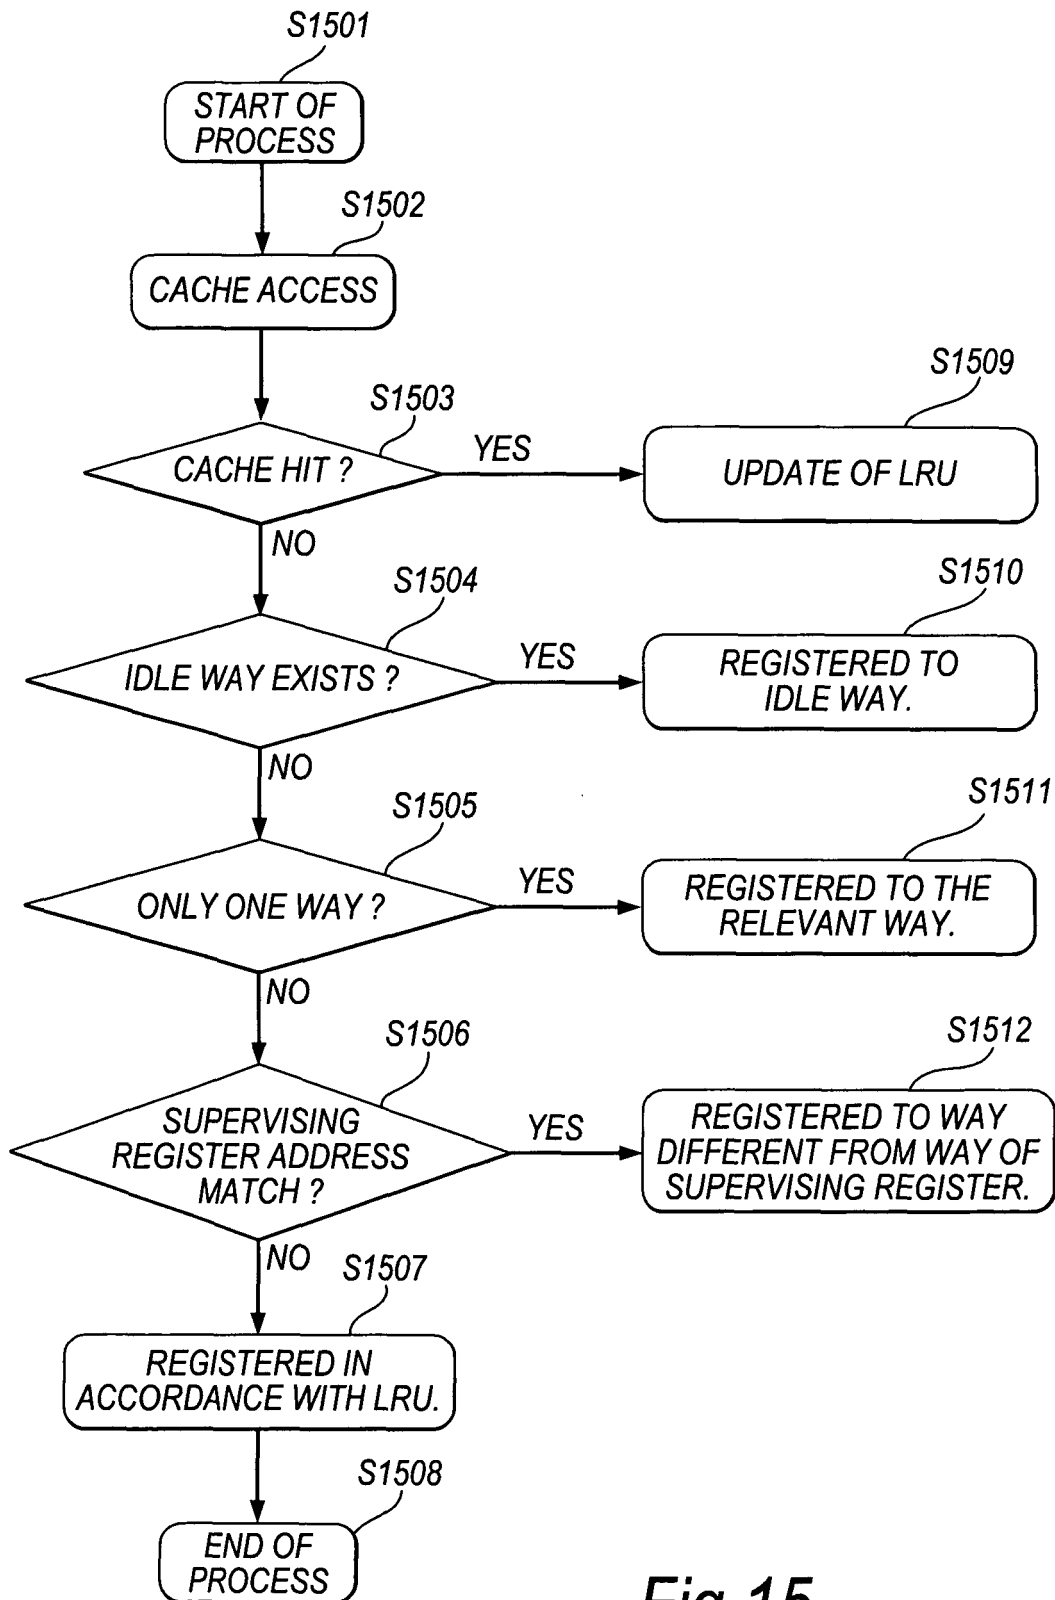 S1501
START OF
PROCESS
S1502
CACHE ACCESS
S1503
CACHE HIT ?
YES
S1509
UPDATE OF LRU
NO
S1504
IDLE WAY EXISTS ?
YES
S1510
REGISTERED TO
IDLE WAY.
NO
S1505
ONLY ONE WAY ?
YES
S1511
REGISTERED TO THE
RELEVANT WAY.
NO
S1506
SUPERVISING
REGISTER ADDRESS
MATCH ?
YES
S1512
REGISTERED TO WAY
DIFFERENT FROM WAY OF
SUPERVISING REGISTER.
NO
S1507
REGISTERED IN
ACCORDANCE WITH LRU.
S1508
END OF
PROCESS
Fig.15